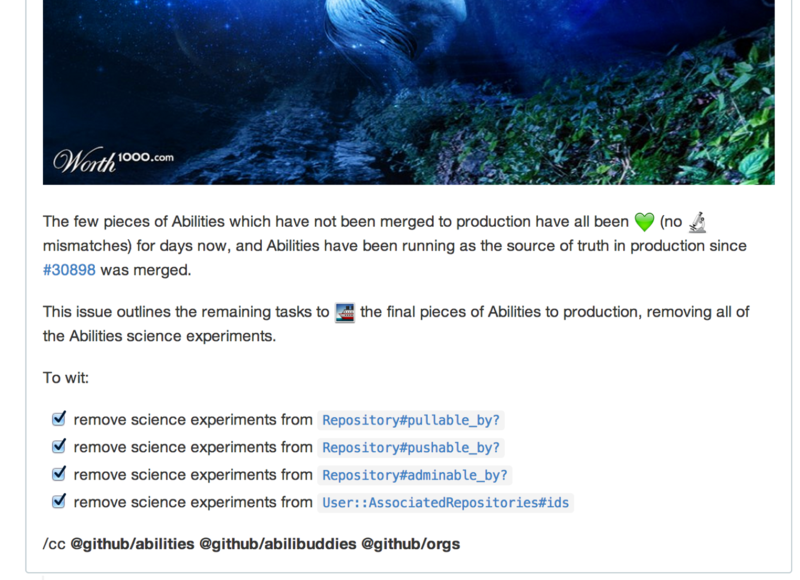 Worth1000.com
The few pieces of Abilities which have not been merged to production have all been 💚 (no 🔬
mismatches) for days now, and Abilities have been running as the source of truth in production since
#30898 was merged.
This issue outlines the remaining tasks to 🚢 the final pieces of Abilities to production, removing all of
the Abilities science experiments.
To wit:
remove science experiments from Repository#pullable_by?
remove science experiments from Repository#pushable_by?
remove science experiments from Repository#adminable_by?
remove science experiments from User::AssociatedRepositories#ids
/cc @github/abilities @github/abilibuddies @github/orgs